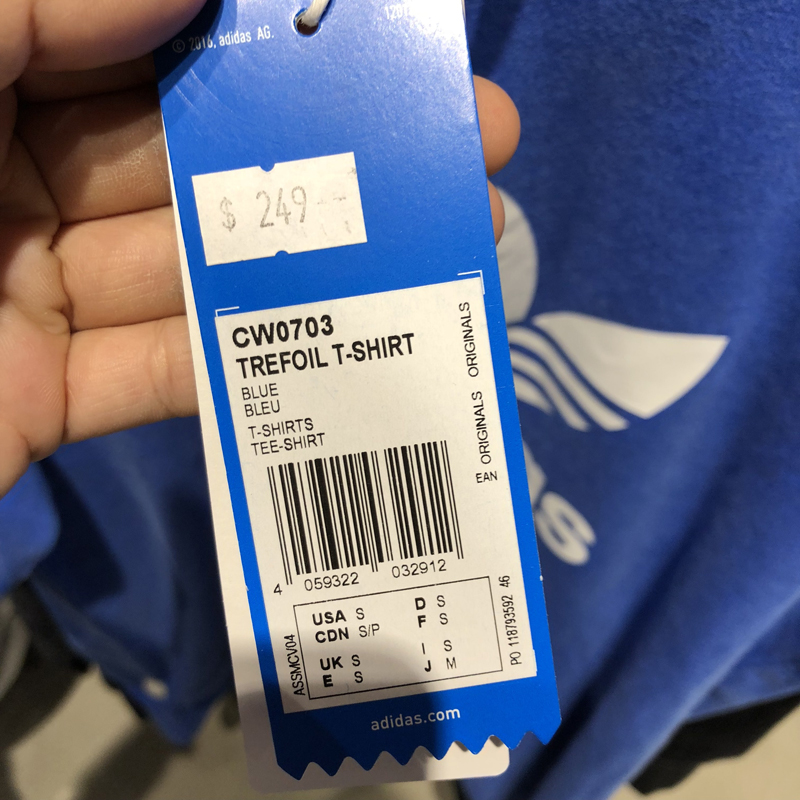 © 2016, adidas AG.
$ 249
CW0703
TREFOIL T-SHIRT
BLUE
BLEU
T-SHIRTS
TEE-SHIRT
ORIGINALS
ORIGINALS
EAN
4 059322 032912
USA S D S
CDN S/P F S
UK S I S
E S J M
ASSMCV04
PO 118793592 46
adidas.com